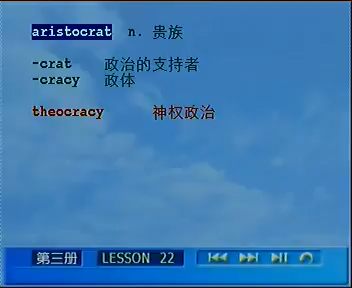 aristocrat n. 贵族
-crat 政治的支持者
-cracy 政体
theocracy 神权政治
第三册 LESSON 22